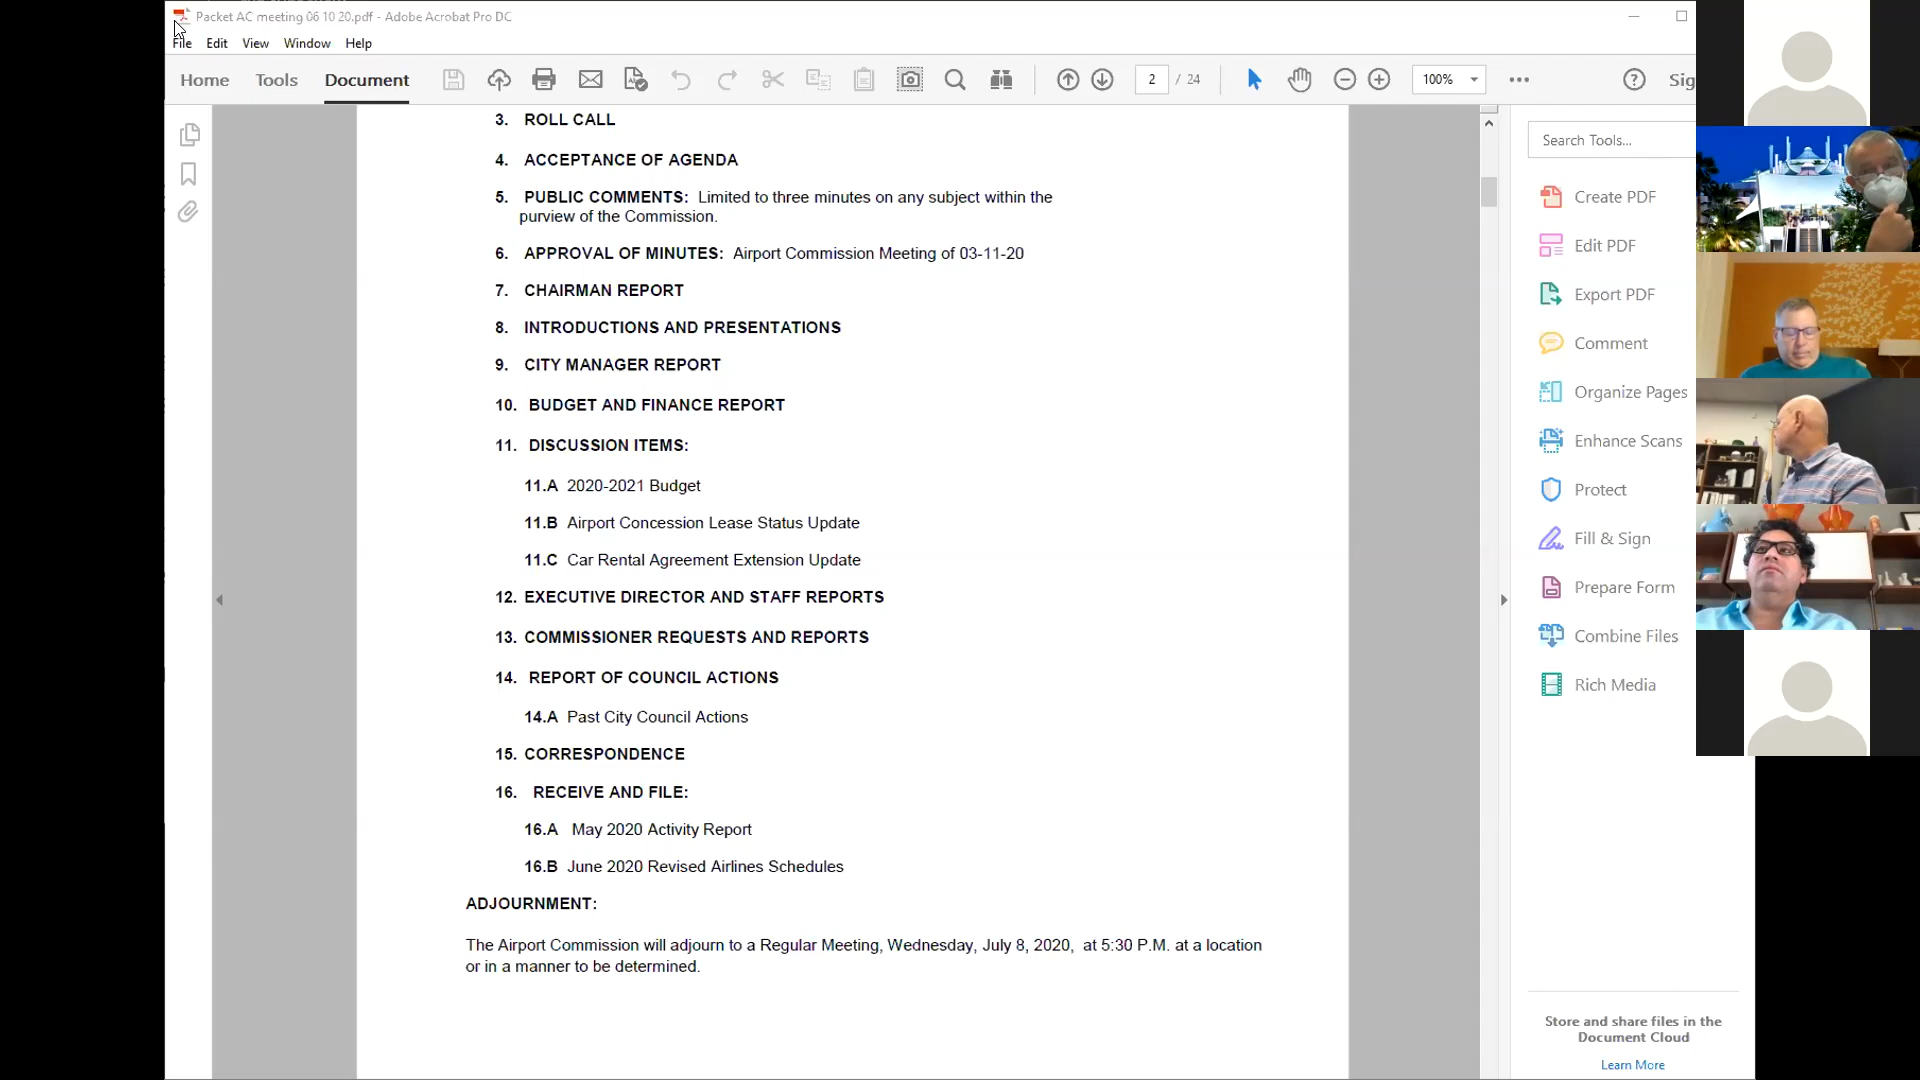 Packet AC meeting 06 10 20.pdf - Adobe Acrobat Pro DC
File Edit View Window Help
Home Tools Document 2 / 24 100% Sig
3. ROLL CALL
4. ACCEPTANCE OF AGENDA
5. PUBLIC COMMENTS: Limited to three minutes on any subject within the
purview of the Commission.
6. APPROVAL OF MINUTES: Airport Commission Meeting of 03-11-20
7. CHAIRMAN REPORT
8. INTRODUCTIONS AND PRESENTATIONS
9. CITY MANAGER REPORT
10. BUDGET AND FINANCE REPORT
11. DISCUSSION ITEMS:
11.A 2020-2021 Budget
11.B Airport Concession Lease Status Update
11.C Car Rental Agreement Extension Update
12. EXECUTIVE DIRECTOR AND STAFF REPORTS
13. COMMISSIONER REQUESTS AND REPORTS
14. REPORT OF COUNCIL ACTIONS
14.A Past City Council Actions
15. CORRESPONDENCE
16. RECEIVE AND FILE:
16.A May 2020 Activity Report
16.B June 2020 Revised Airlines Schedules
ADJOURNMENT:
The Airport Commission will adjourn to a Regular Meeting, Wednesday, July 8, 2020, at 5:30 P.M. at a location
or in a manner to be determined.
Search Tools...
Create PDF
Edit PDF
Export PDF
Comment
Organize Pages
Enhance Scans
Protect
Fill & Sign
Prepare Form
Combine Files
Rich Media
Store and share files in the
Document Cloud
Learn More